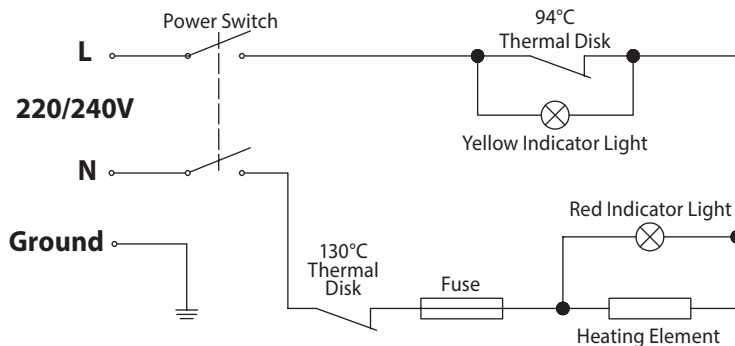 Power Switch
94°C
Thermal Disk
L
220/240V
Yellow Indicator Light
N
Red Indicator Light
Ground
130°C
Thermal
Disk
Fuse
Heating Element